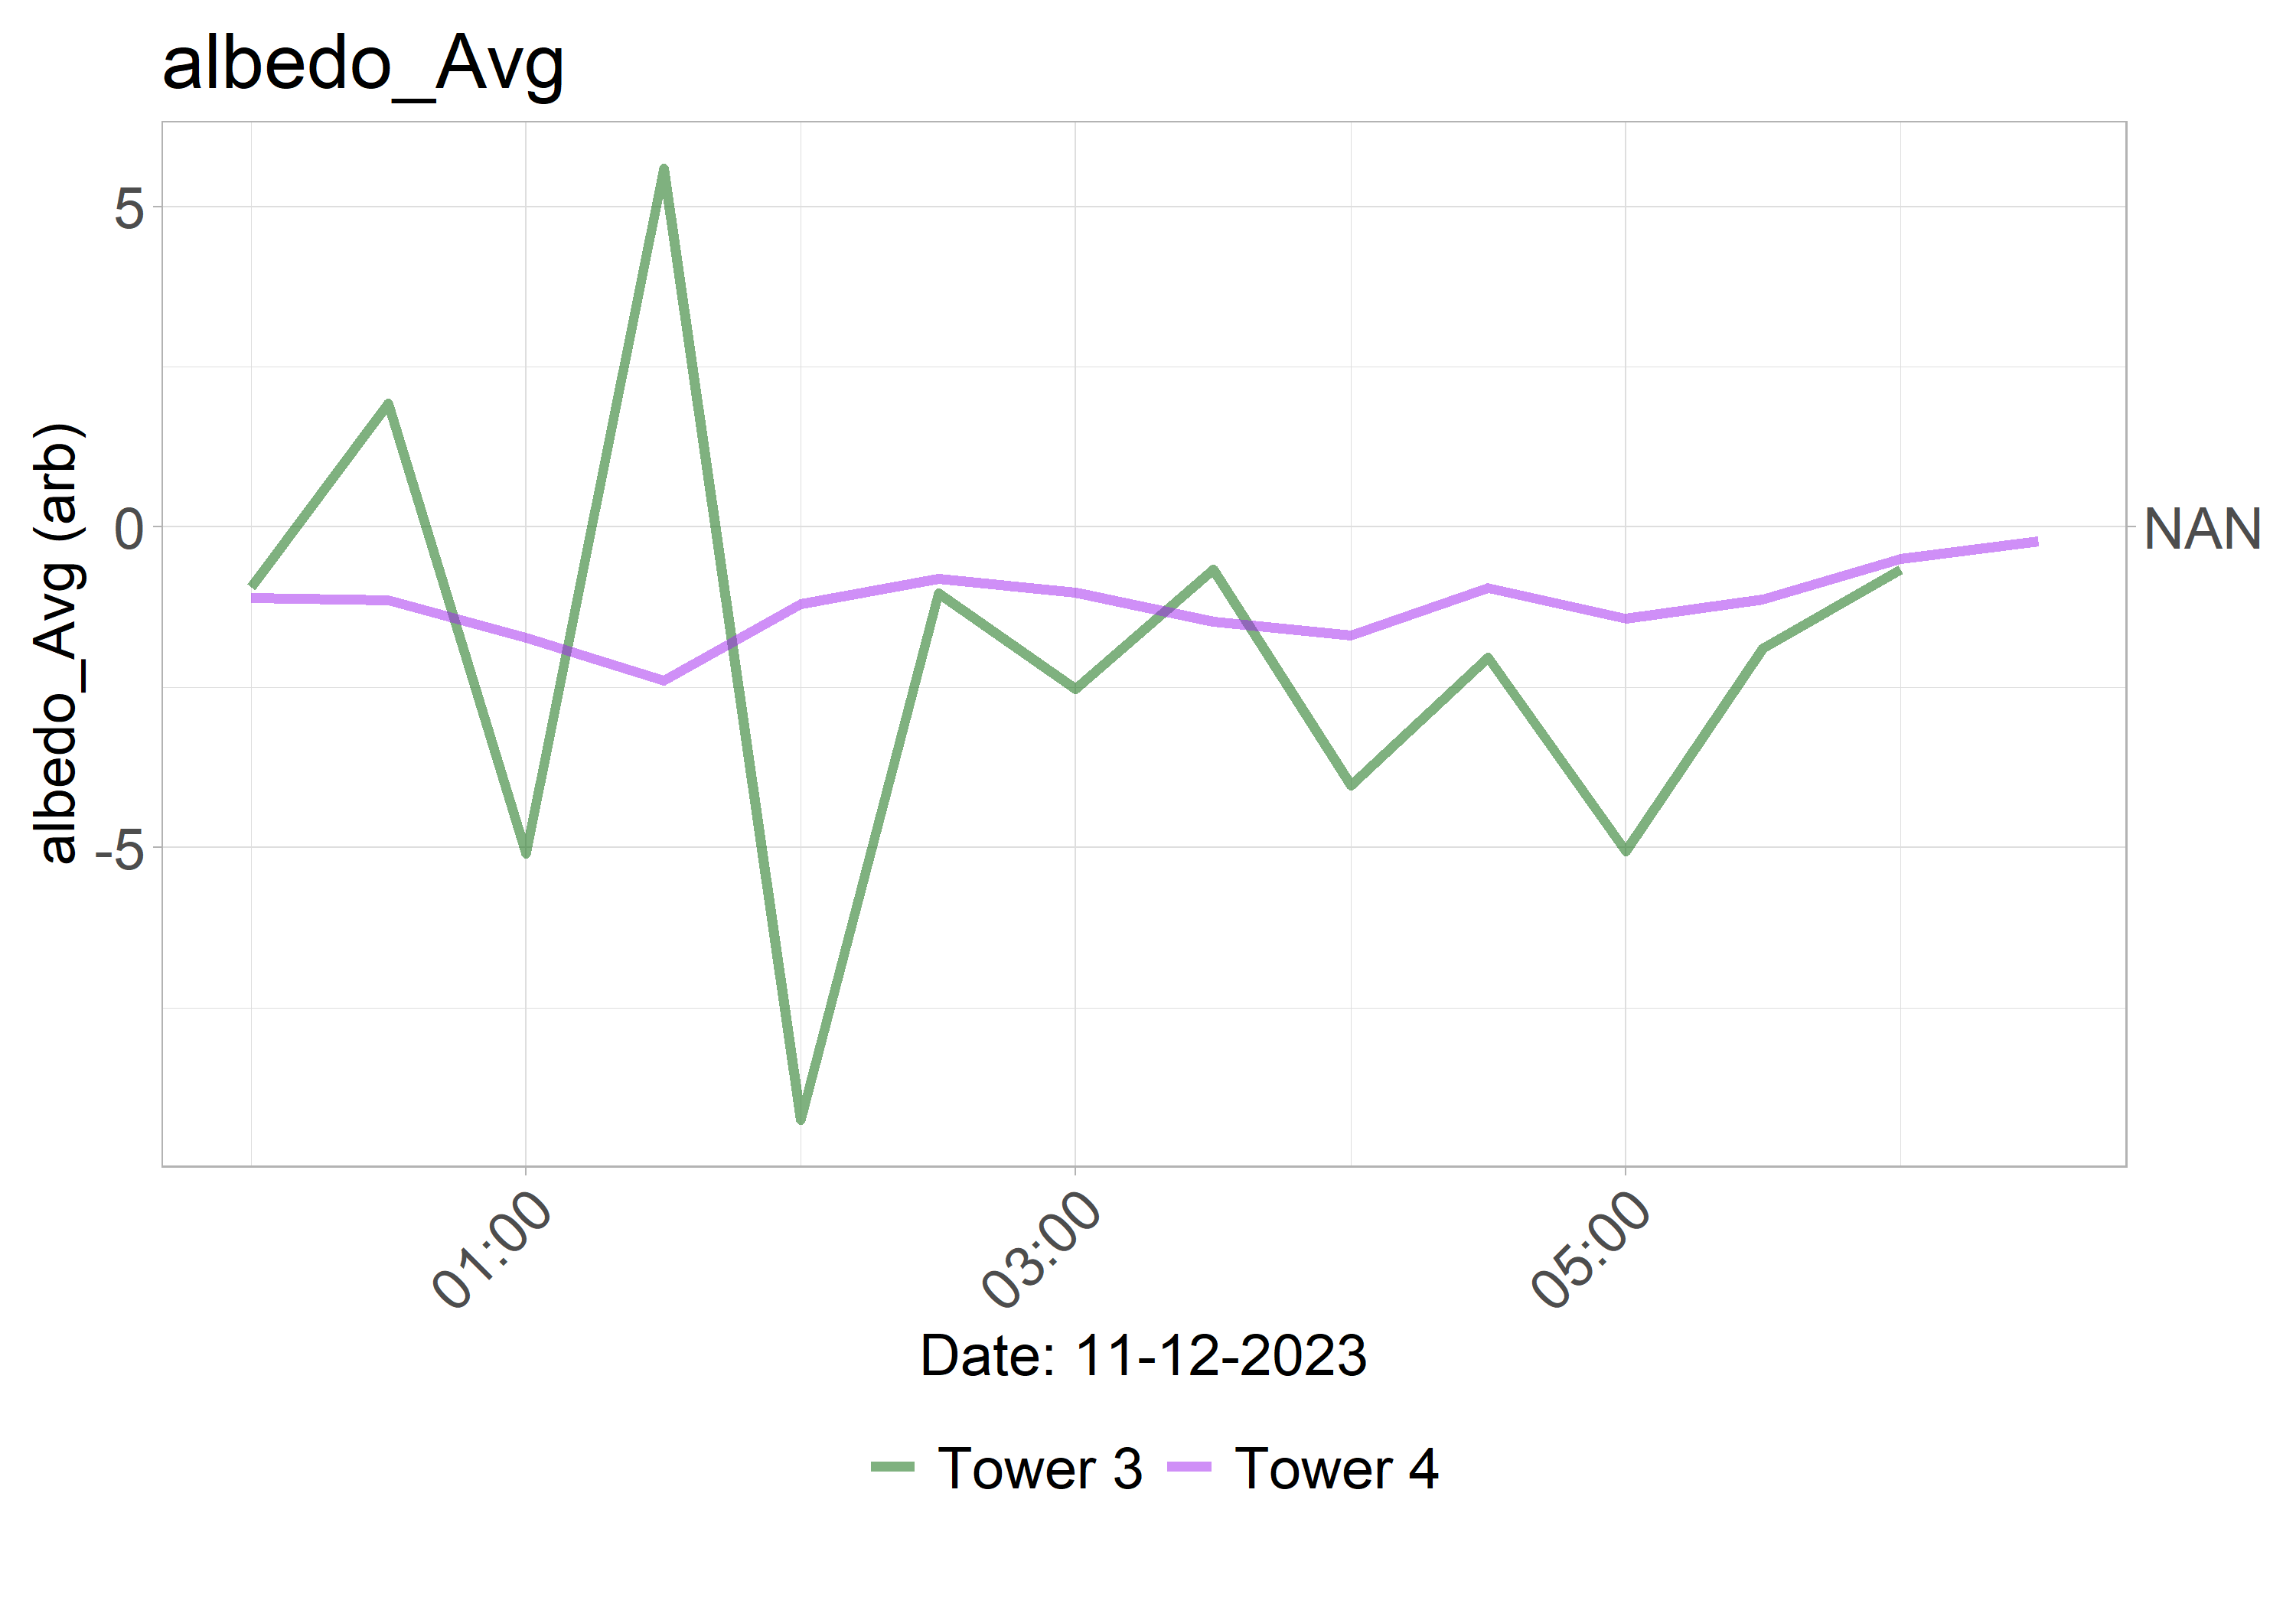 albedo_Avg
albedo_Avg (arb)
5
0
-5
NAN
01:00
03:00
05:00
Date: 11-12-2023
Tower 3
Tower 4